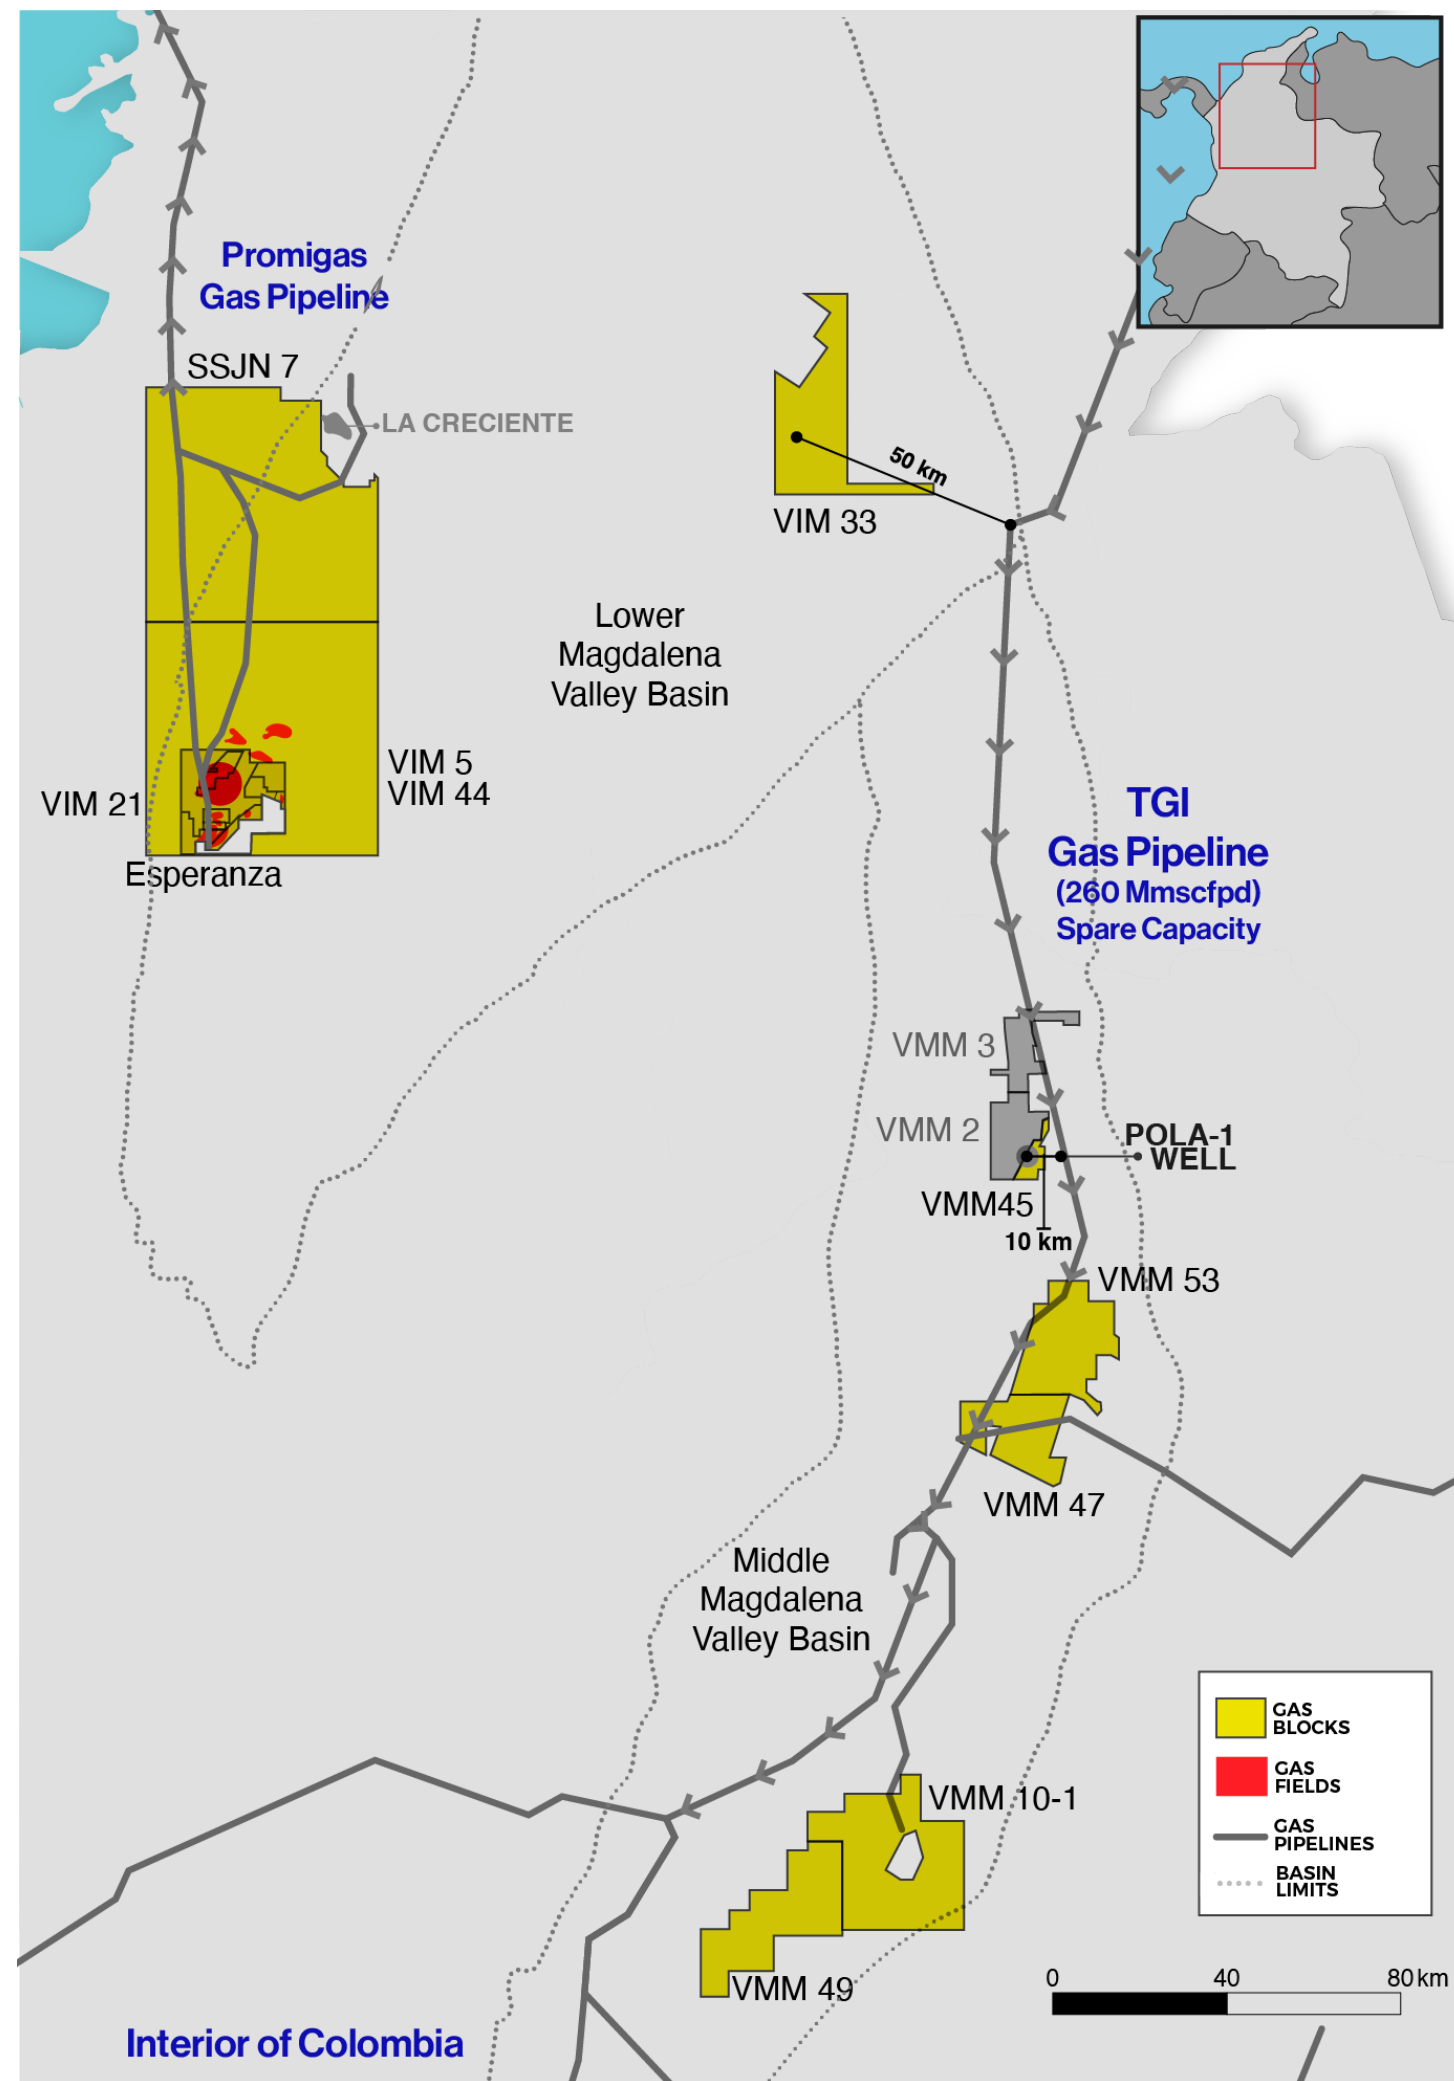 Promigas
Gas Pipeline
SSJN 7
LA CRECIENTE
50 km
VIM 33
Lower
Magdalena
Valley Basin
VIM 5
VIM 44
VIM 21
Esperanza
TGI
Gas Pipeline
(260 Mmscfpd)
Spare Capacity
VMM 3
VMM 2
POLA-1
WELL
VMM45
10 km
VMM 53
VMM 47
Middle
Magdalena
Valley Basin
VMM 10-1
VMM 49
Interior of Colombia
GAS
BLOCKS
GAS
FIELDS
GAS
PIPELINES
BASIN
LIMITS
0 40 80 km